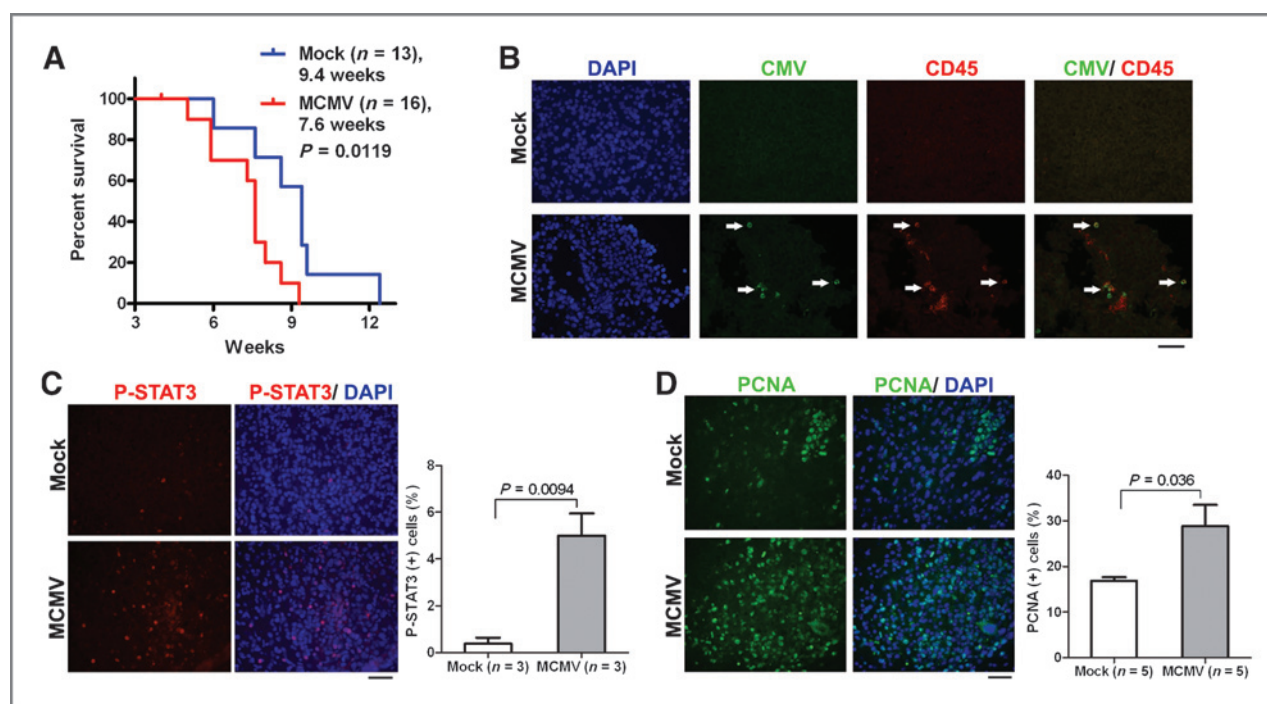 A
Mock (n = 13),
9.4 weeks
MCMV (n = 16),
7.6 weeks
P = 0.0119
Percent survival
100
80
60
40
20
0
3
6
9
12
Weeks
B
DAPI
CMV
CD45
CMV/ CD45
Mock
MCMV
C
P-STAT3
P-STAT3/ DAPI
Mock
MCMV
P-STAT3 (+) cells (%)
8
6
4
2
0
P = 0.0094
Mock (n = 3)
MCMV (n = 3)
D
PCNA
PCNA/ DAPI
Mock
MCMV
PCNA (+) cells (%)
40
30
20
10
0
P = 0.036
Mock (n = 5)
MCMV (n = 5)